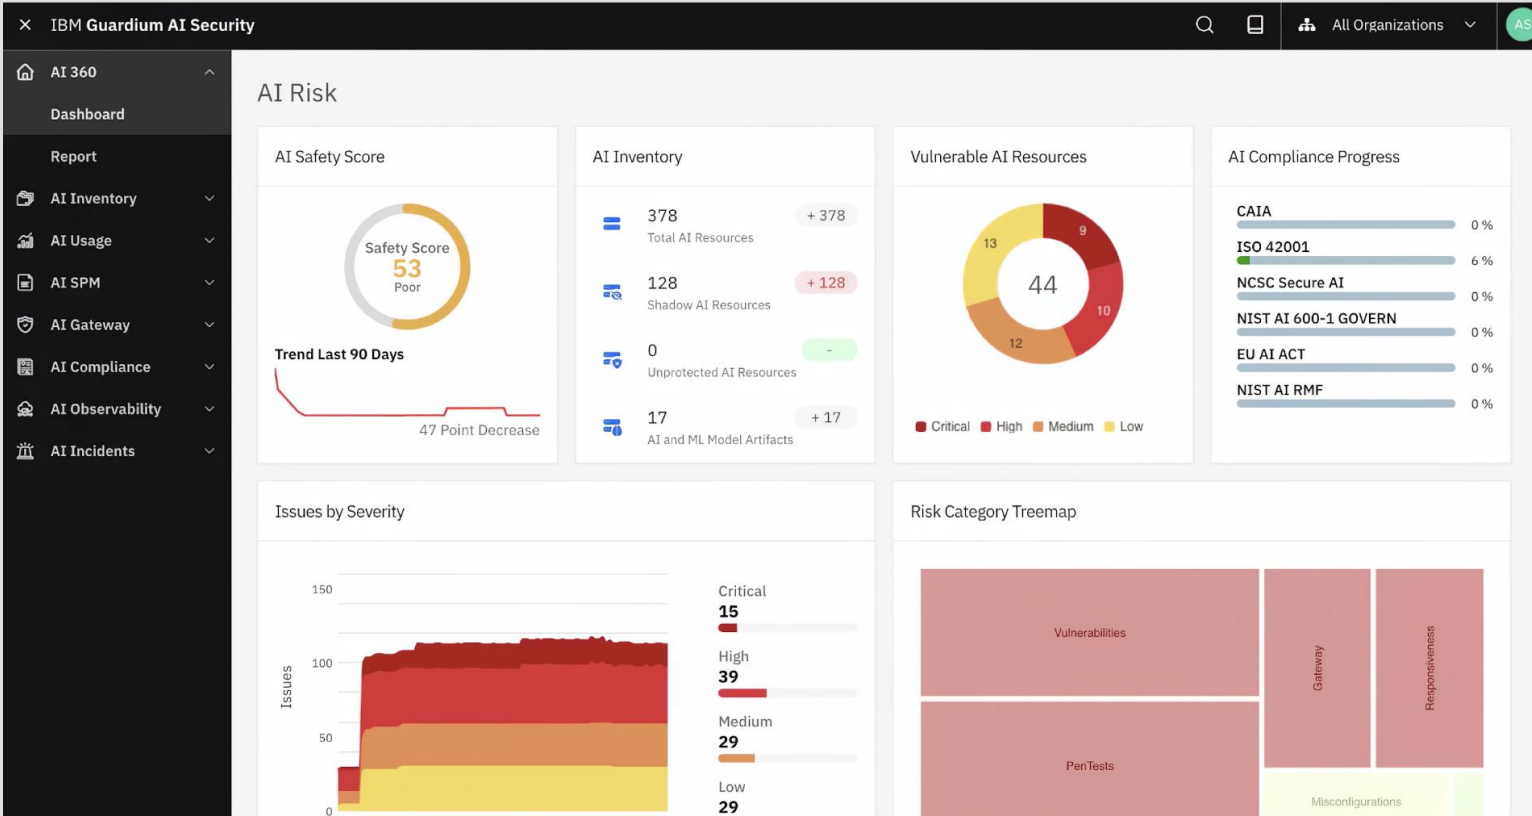 IBM Guardium AI Security
All Organizations
AS
AI 360
Dashboard
Report
AI Inventory
AI Usage
AI SPM
AI Gateway
AI Compliance
AI Observability
AI Incidents
AI Risk
AI Safety Score
Safety Score
53
Poor
Trend Last 90 Days
47 Point Decrease
AI Inventory
378 + 378
Total AI Resources
128 + 128
Shadow AI Resources
0 -
Unprotected AI Resources
17 + 17
AI and ML Model Artifacts
Vulnerable AI Resources
9
13
44
10
12
Critical High Medium Low
AI Compliance Progress
CAIA
0 %
ISO 42001
6 %
NCSC Secure AI
0 %
NIST AI 600-1 GOVERN
0 %
EU AI ACT
0 %
NIST AI RMF
0 %
Issues by Severity
Issues
150
100
50
0
Critical
15
High
39
Medium
29
Low
29
Risk Category Treemap
Vulnerabilities
PenTests
Gateway
Responsiveness
Misconfigurations